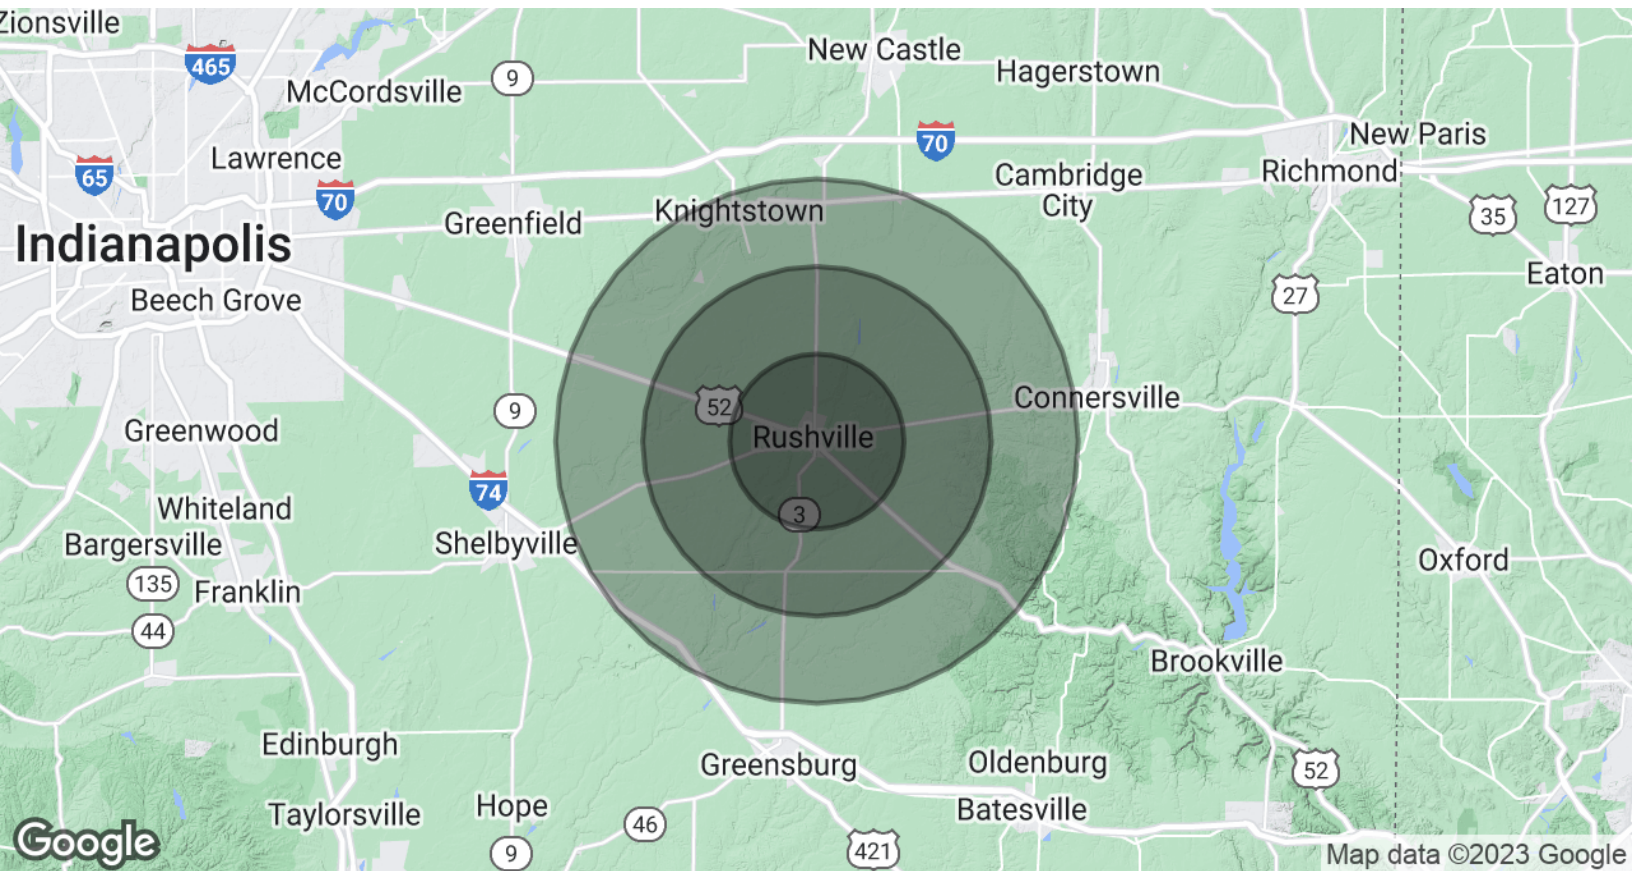 Zionsville
New Castle
465
9
Hagerstown
McCordsville
70
New Paris
Lawrence
65
70
Cambridge
City
Richmond
Knightstown
Greenfield
35
127
Indianapolis
Eaton
Beech Grove
27
52
9
Connersville
Greenwood
Rushville
74
3
Whiteland
Bargersville
Shelbyville
Oxford
135
Franklin
44
Brookville
Edinburgh
Greensburg
Oldenburg
52
Taylorsville
Hope
46
Batesville
Google
9
421
Map data ©2023 Google